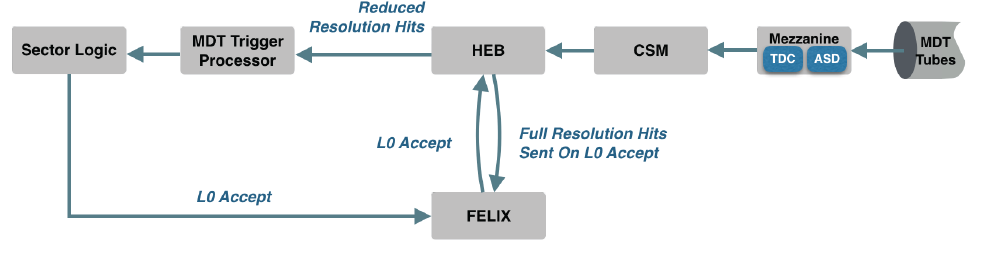 Reduced
Resolution Hits
Sector Logic
MDT Trigger
Processor
HEB
CSM
Mezzanine
TDC
ASD
MDT
Tubes
L0 Accept
Full Resolution Hits
Sent On L0 Accept
L0 Accept
FELIX